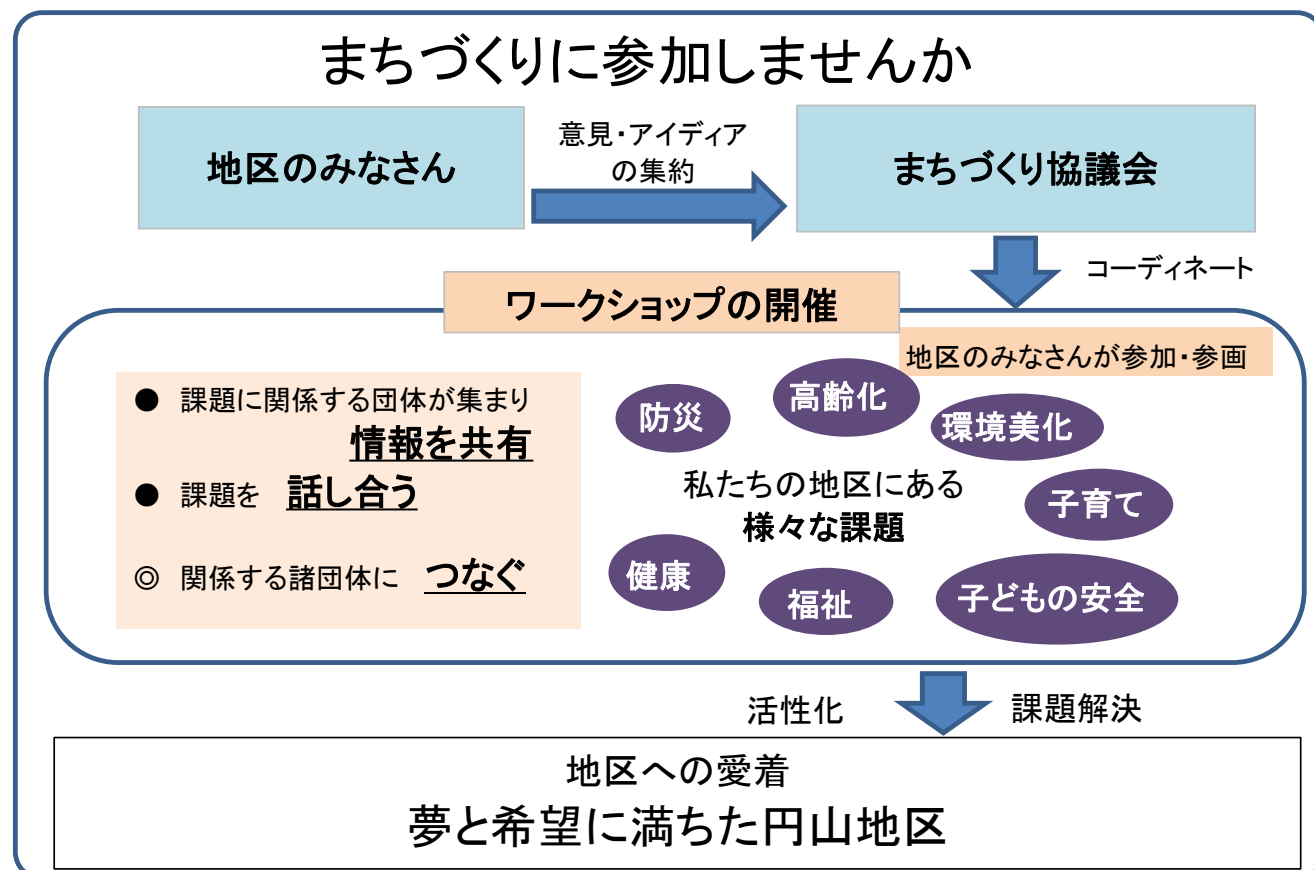 まちづくりに参加しませんか
地区のみなさん
意見・アイディア
の集約
まちづくり協議会
コーディネート
ワークショップの開催
地区のみなさんが参加・参画
● 課題に関係する団体が集まり
情報を共有
● 課題を 話し合う
◎ 関係する諸団体に つなぐ
防災
高齢化
環境美化
私たちの地区にある
様々な課題
子育て
健康
福祉
子どもの安全
活性化
課題解決
地区への愛着
夢と希望に満ちた円山地区